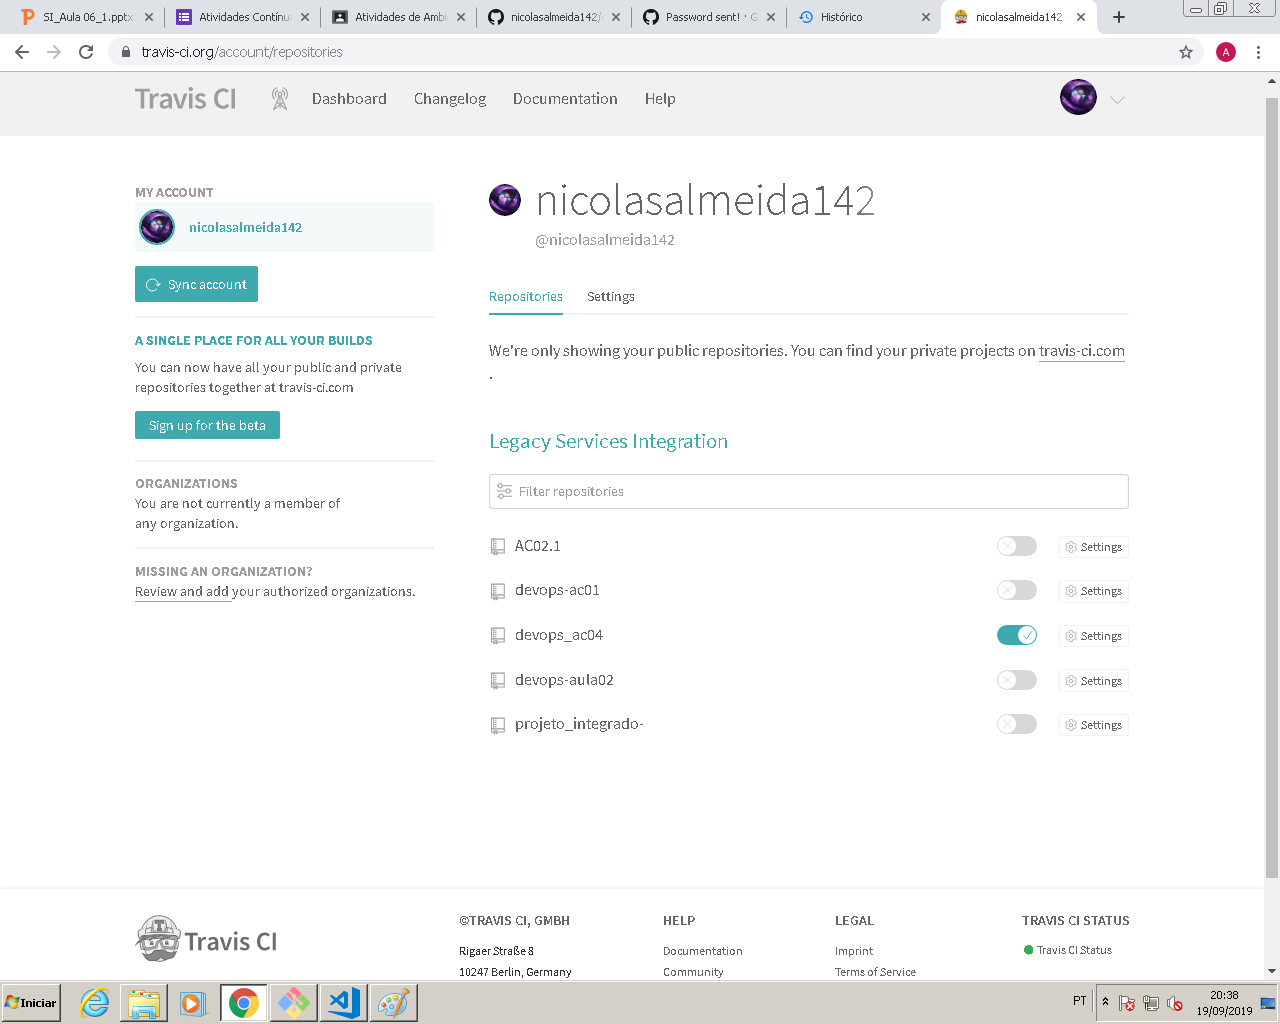 SI_Aula 06_1.pptx
Atividades Contínu
Atividades de Ambi
nicolasalmeida142/
Password sent! · G
Histórico
nicolasalmeida142
travis-ci.org/account/repositories
A
Travis CI
Dashboard
Changelog
Documentation
Help
MY ACCOUNT
nicolasalmeida142
Sync account
A SINGLE PLACE FOR ALL YOUR BUILDS
You can now have all your public and private
repositories together at travis-ci.com
Sign up for the beta
ORGANIZATIONS
You are not currently a member of
any organization.
MISSING AN ORGANIZATION?
Review and add your authorized organizations.
nicolasalmeida142
@nicolasalmeida142
Repositories
Settings
We're only showing your public repositories. You can find your private projects on travis-ci.com
.
Legacy Services Integration
Filter repositories
AC02.1
Settings
devops-ac01
Settings
devops_ac04
Settings
devops-aula02
Settings
projeto_integrado-
Settings
Travis CI
©TRAVIS CI, GMBH
Rigaer Straße 8
10247 Berlin, Germany
HELP
Documentation
Community
LEGAL
Imprint
Terms of Service
TRAVIS CI STATUS
Travis CI Status
Iniciar
PT
20:38
19/09/2019